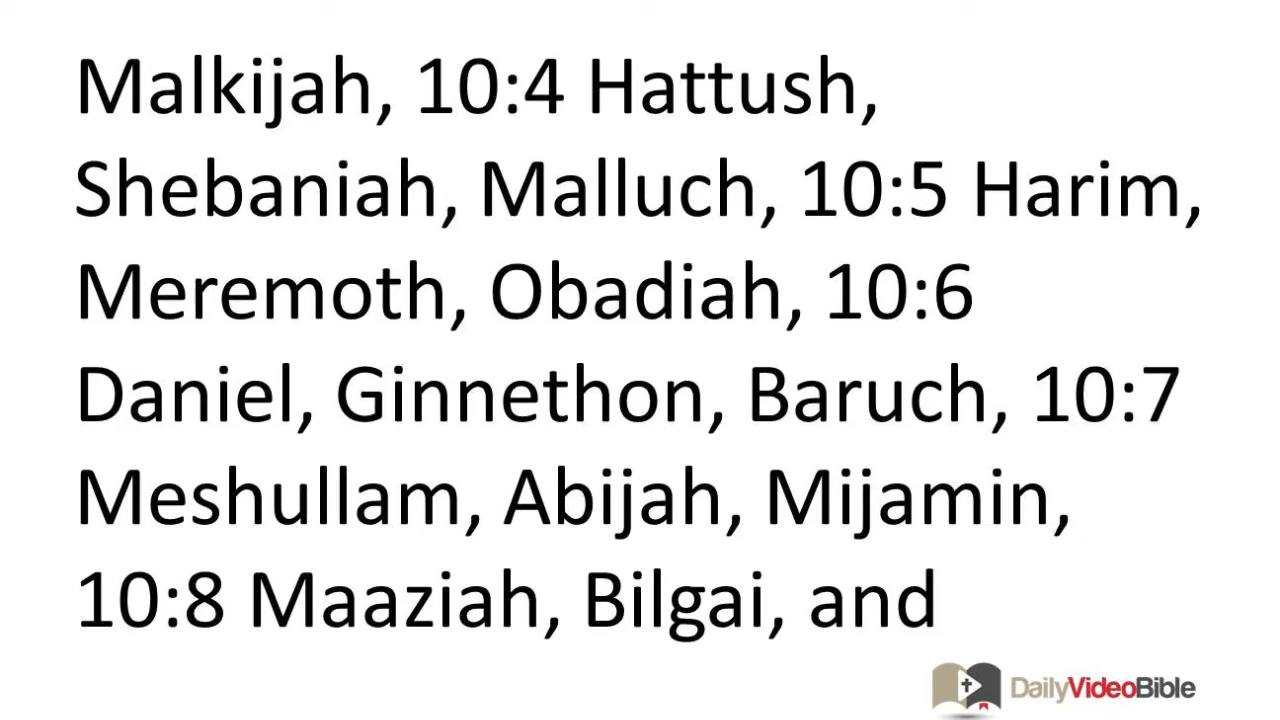 Malkijah, 10:4 Hattush,
Shebaniah, Malluch, 10:5 Harim,
Meremoth, Obadiah, 10:6
Daniel, Ginnethon, Baruch, 10:7
Meshullam, Abijah, Mijamin,
10:8 Maaziah, Bilgai, and
DailyVideoBible